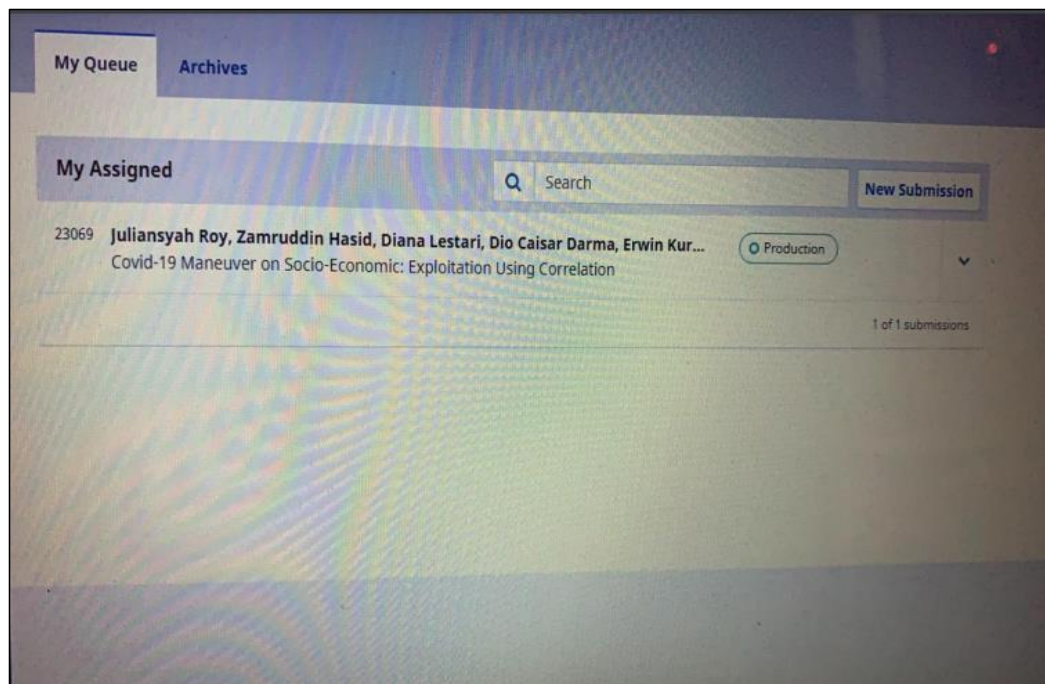 My Queue
Archives
My Assigned
Search
New Submission
23069 Juliansyah Roy, Zamruddin Hasid, Diana Lestari, Dio Caisar Darma, Erwin Kur...
Production
Covid-19 Maneuver on Socio-Economic: Exploitation Using Correlation
1 of 1 submissions